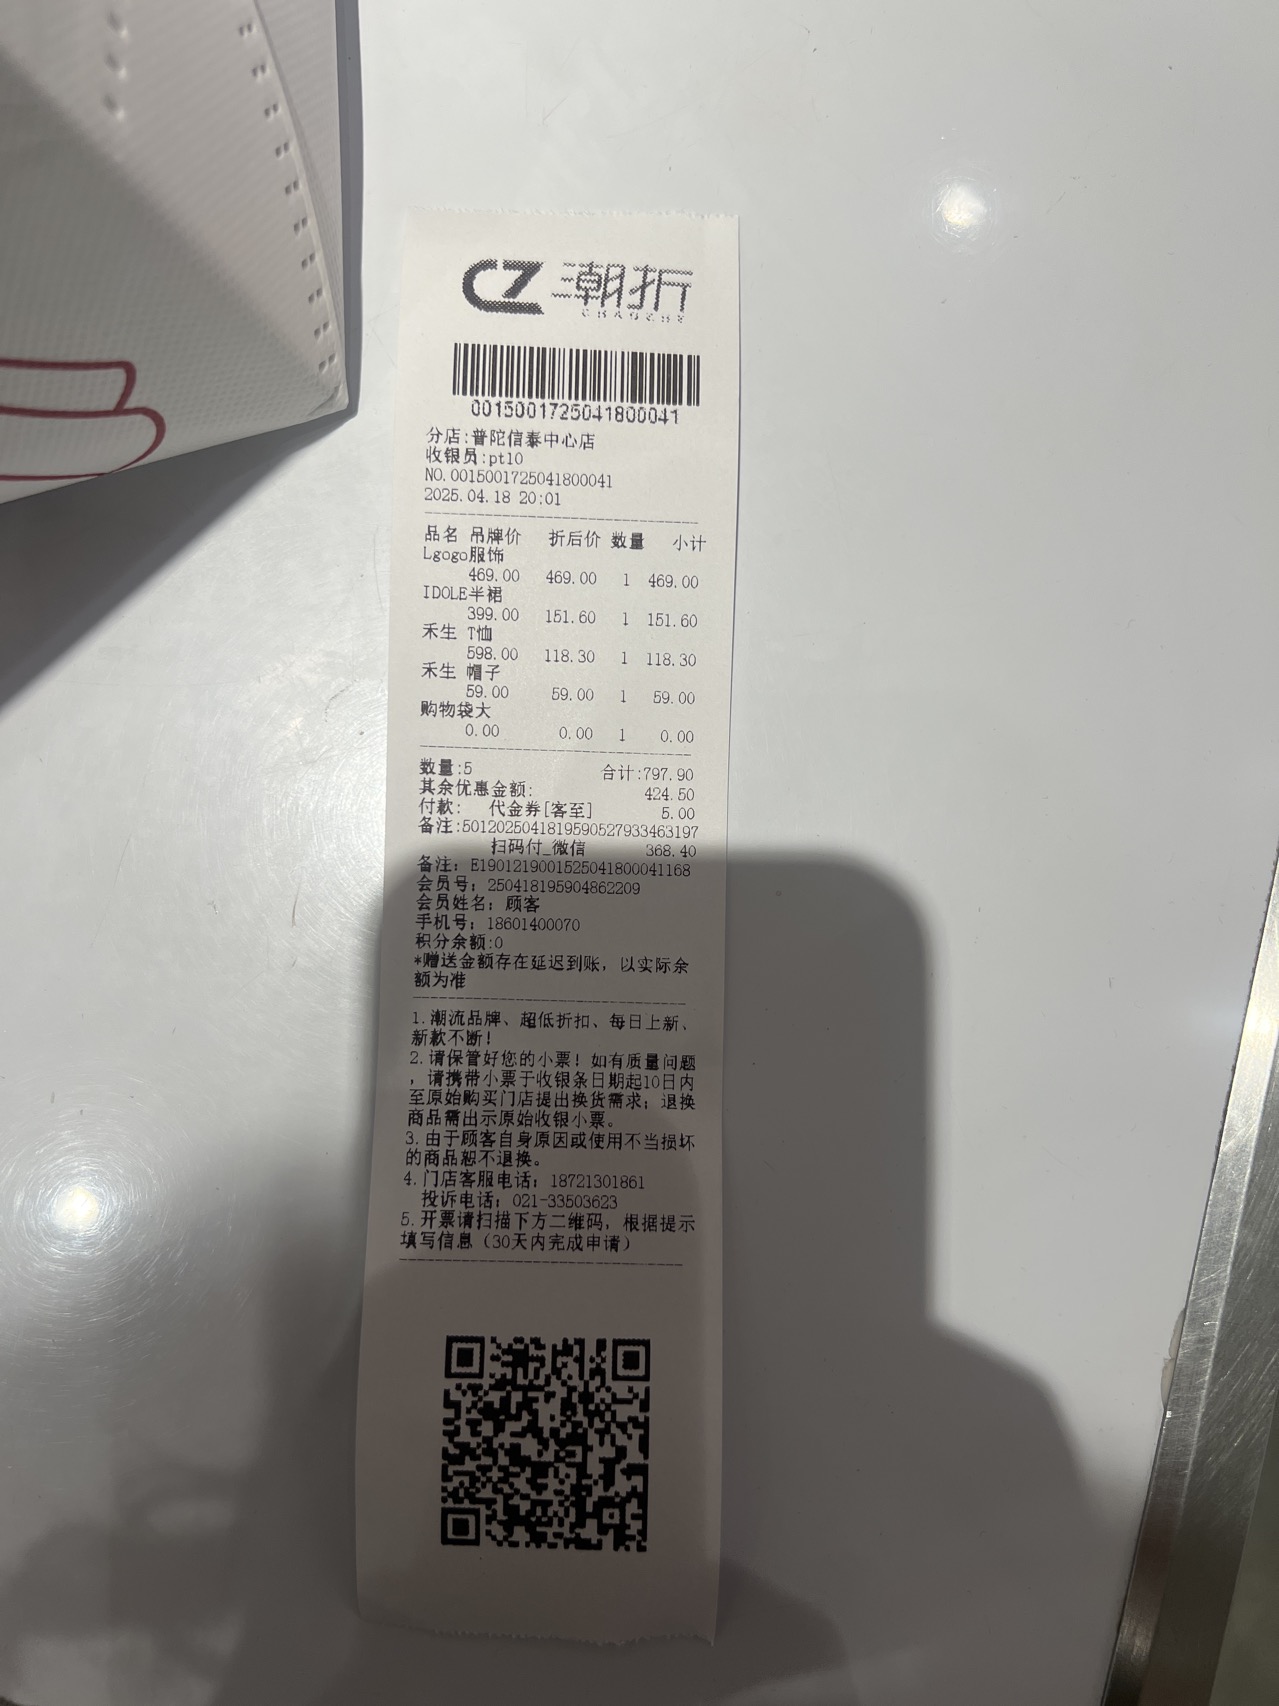 CZ 潮折
CHAOZHE
0015001725041800041
分店:普陀信泰中心店
收银员:pt10
NO.0015001725041800041
2025.04.18 20:01
品名 吊牌价 折后价 数量 小计
Lgogo服饰
469.00 469.00 1 469.00
IDOLE半裙
399.00 151.60 1 151.60
禾生 T恤
598.00 118.30 1 118.30
禾生 帽子
59.00 59.00 1 59.00
购物袋大
0.00 0.00 1 0.00
数量:5 合计:797.90
其余优惠金额: 424.50
付款: 代金券[客至] 5.00
备注:5012025041819590527933463197
扫码付_微信 368.40
备注: E1901219001525041800041168
会员号: 250418195904862209
会员姓名: 顾客
手机号: 18601400070
积分余额:0
*赠送金额存在延迟到账, 以实际余
额为准
1.潮流品牌、超低折扣、每日上新、
新款不断!
2.请保管好您的小票! 如有质量问题
, 请携带小票于收银条日期起10日内
至原始购买门店提出换货需求; 退换
商品需出示原始收银小票。
3.由于顾客自身原因或使用不当损坏
的商品恕不退换。
4.门店客服电话: 18721301861
投诉电话: 021-33503623
5.开票请扫描下方二维码, 根据提示
填写信息 (30天内完成申请)